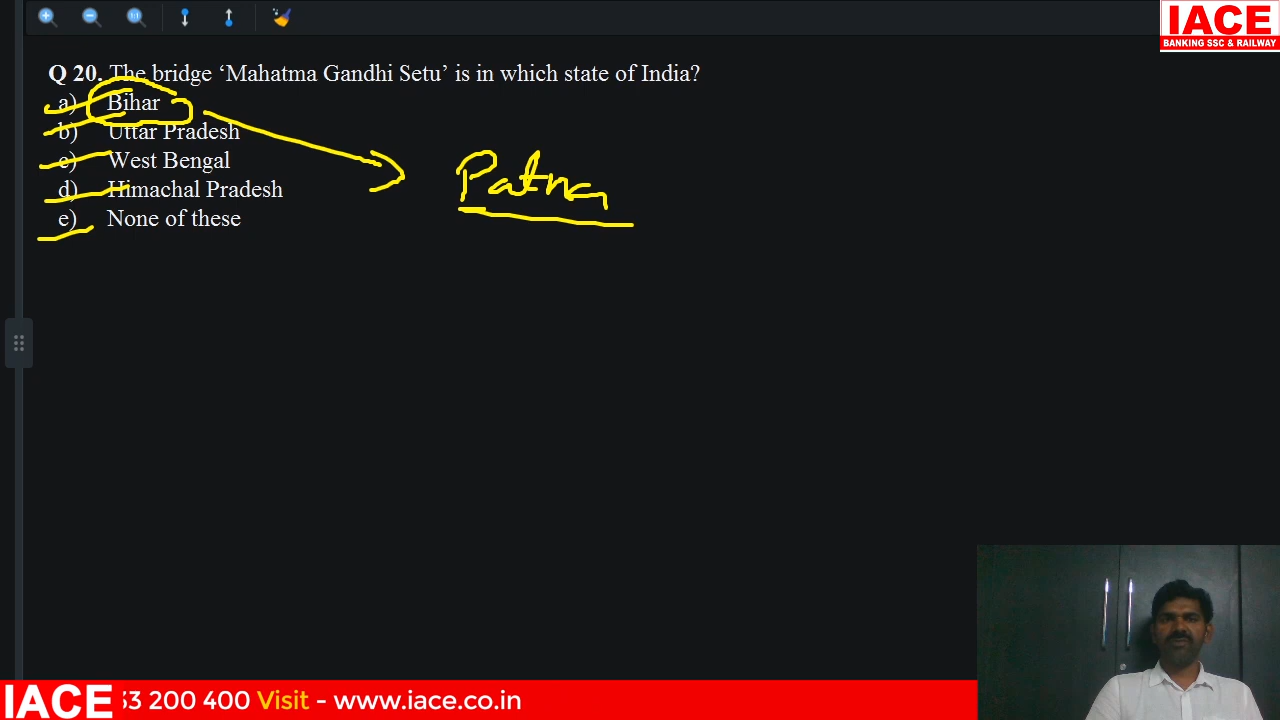 IACE
BANKING SSC & RAILWAY
Q 20. The bridge ‘Mahatma Gandhi Setu’ is in which state of India?
a) Bihar
b) Uttar Pradesh
c) West Bengal
d) Himachal Pradesh
e) None of these
Patna
IACE 200 400 Visit - www.iace.co.in